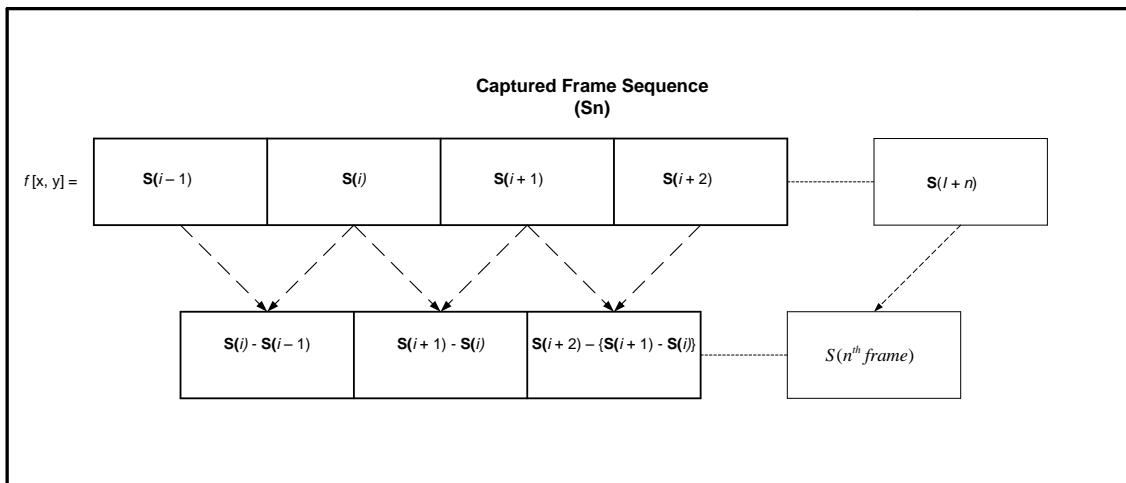 Captured Frame Sequence
(Sn)
f [x, y] =
S(i – 1)
S(i)
S(i + 1)
S(i + 2)
S(I + n)
S(i) - S(i – 1)
S(i + 1) - S(i)
S(i + 2) – {S(i + 1) - S(i)}
S(nth frame)